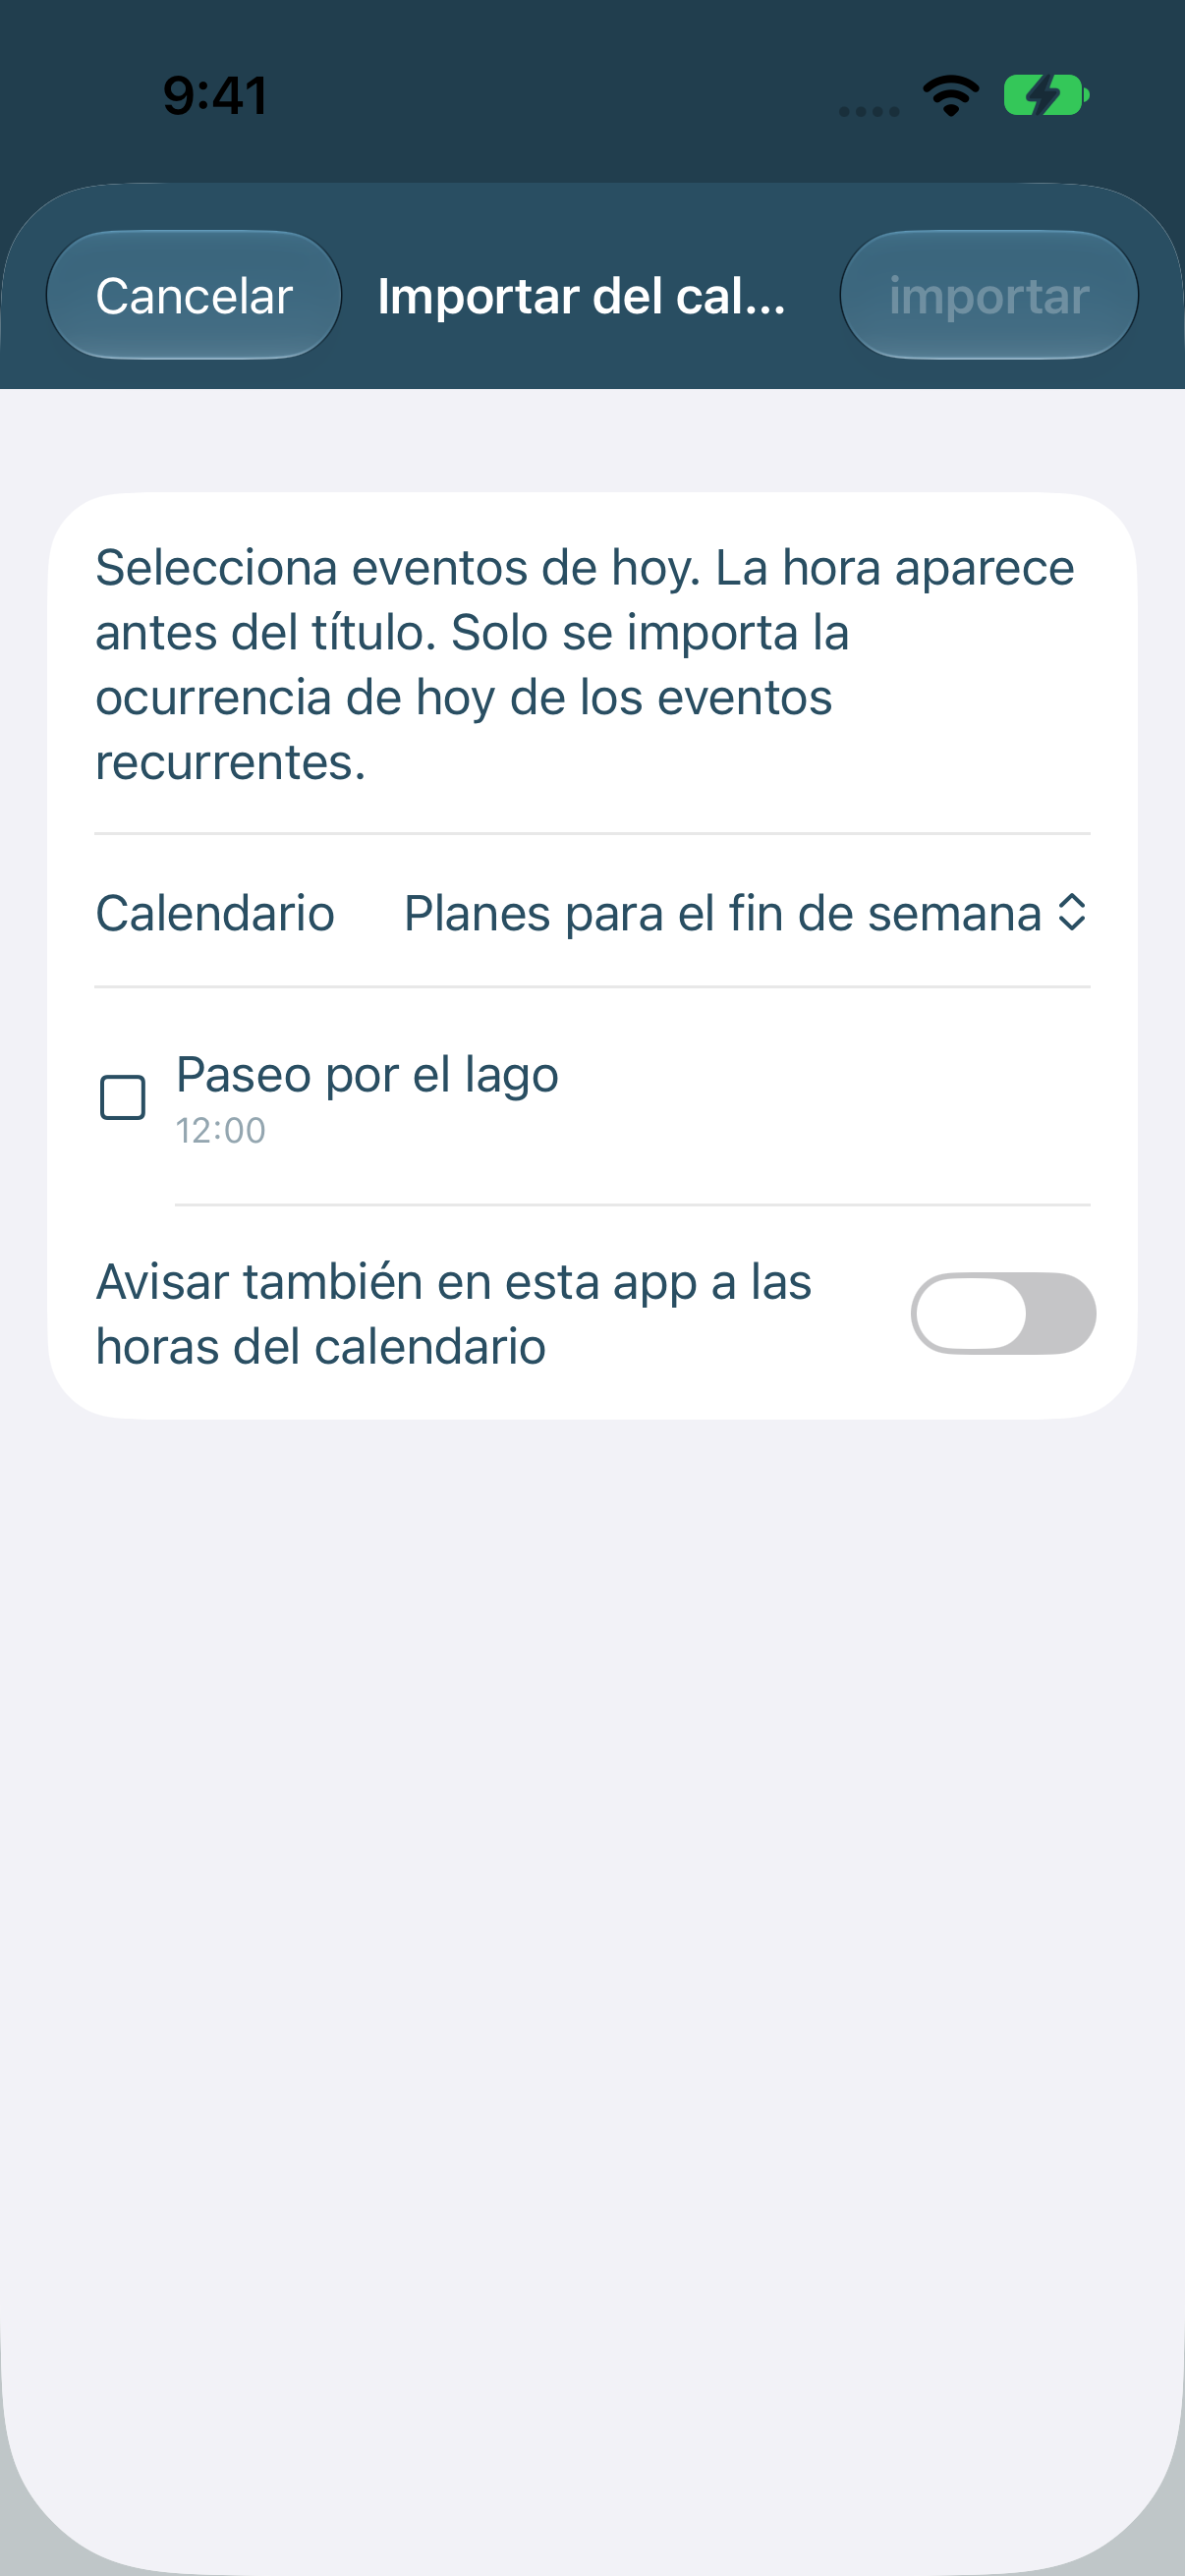 9:41
Cancelar
Importar del cal...
importar
Selecciona eventos de hoy. La hora aparece
antes del título. Solo se importa la
ocurrencia de hoy de los eventos
recurrentes.
Calendario
Planes para el fin de semana
Paseo por el lago
12:00
Avisar también en esta app a las
horas del calendario